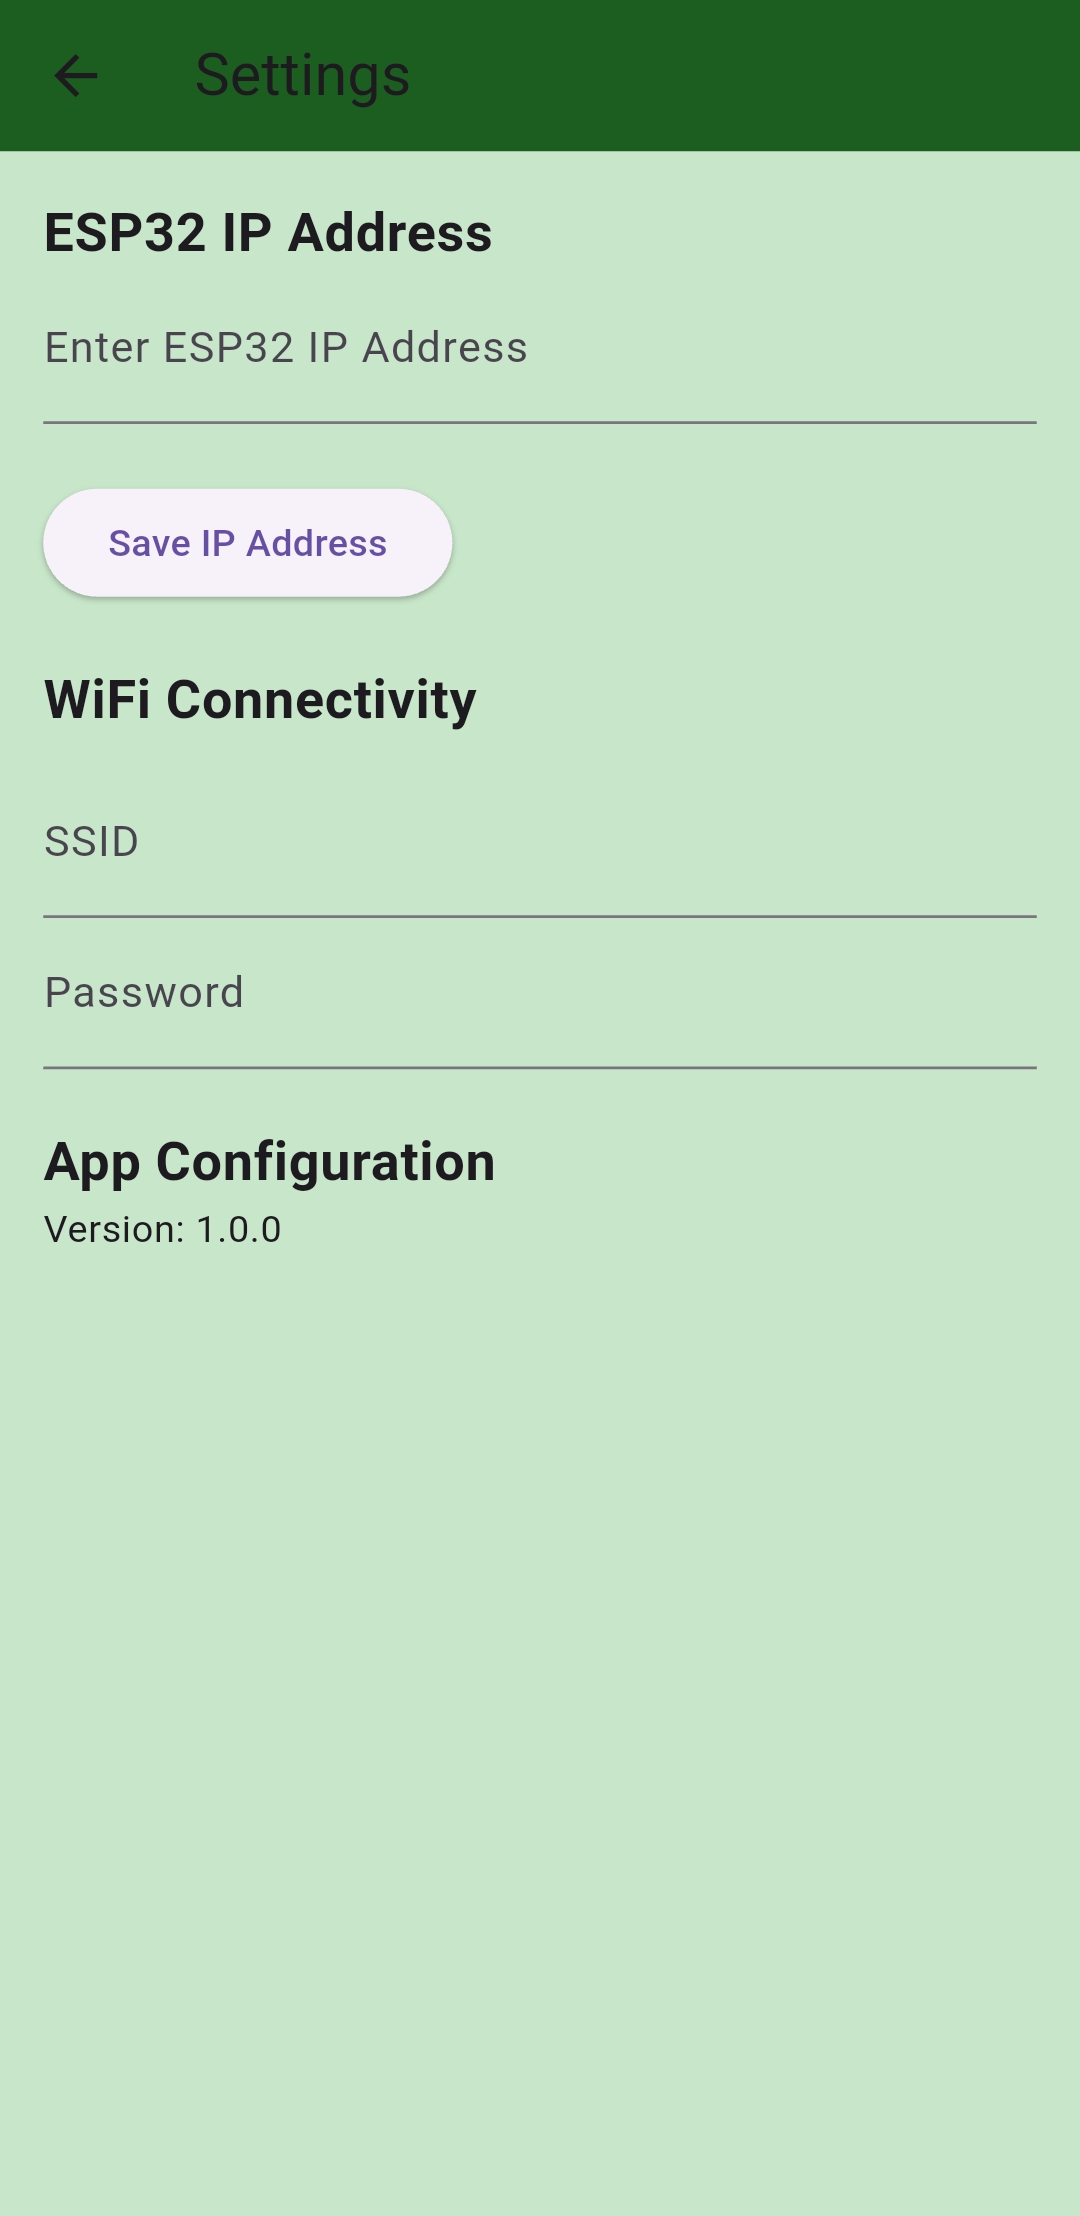 Settings
ESP32 IP Address
Enter ESP32 IP Address
Save IP Address
WiFi Connectivity
SSID
Password
App Configuration
Version: 1.0.0